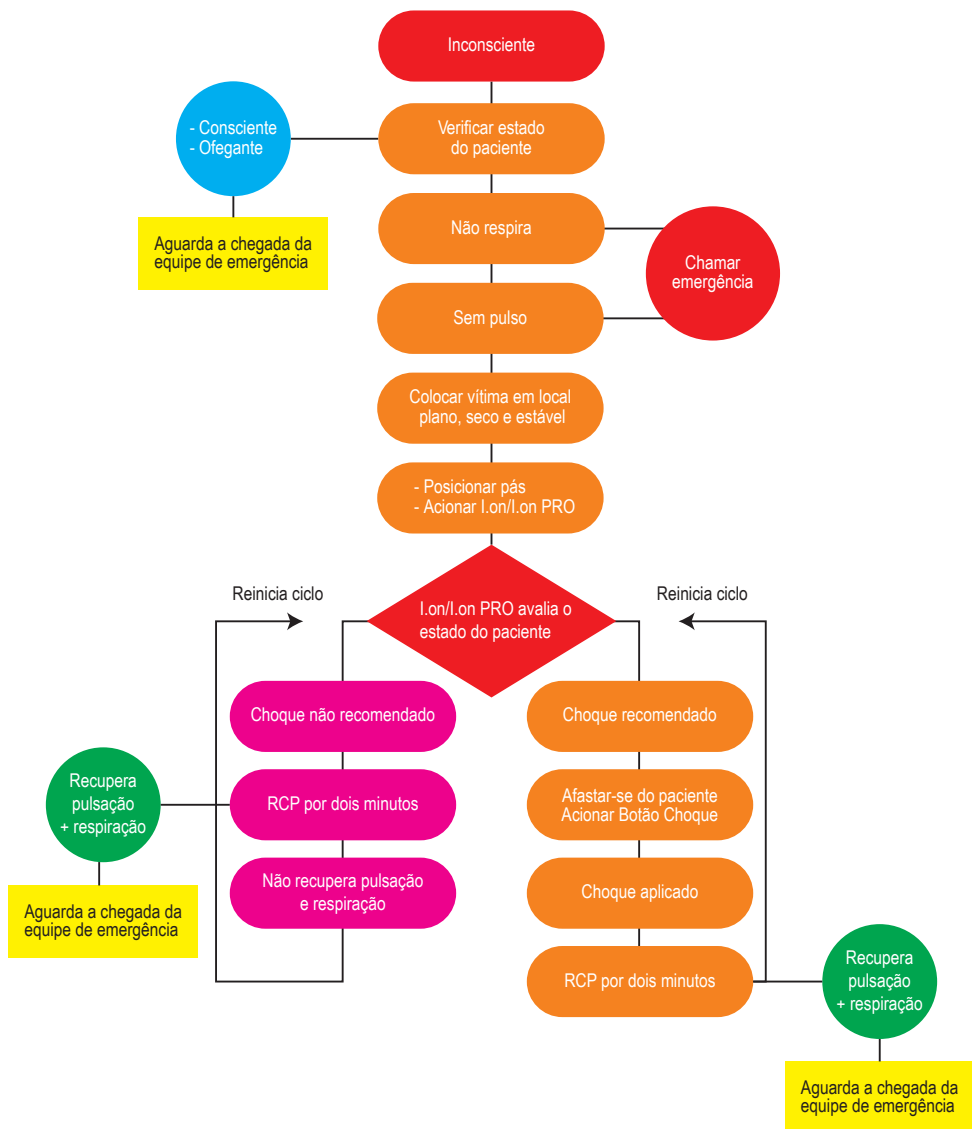 Inconsciente
- Consciente
- Ofegante
Verificar estado
do paciente
Aguarda a chegada da
equipe de emergência
Não respira
Chamar
emergência
Sem pulso
Colocar vítima em local
plano, seco e estável
- Posicionar pás
- Acionar I.on/I.on PRO
Reinicia ciclo
I.on/I.on PRO avalia o
estado do paciente
Reinicia ciclo
Choque não recomendado
Choque recomendado
Recupera
pulsação
+ respiração
RCP por dois minutos
Afastar-se do paciente
Acionar Botão Choque
Não recupera pulsação
e respiração
Choque aplicado
Aguarda a chegada da
equipe de emergência
RCP por dois minutos
Recupera
pulsação
+ respiração
Aguarda a chegada da
equipe de emergência